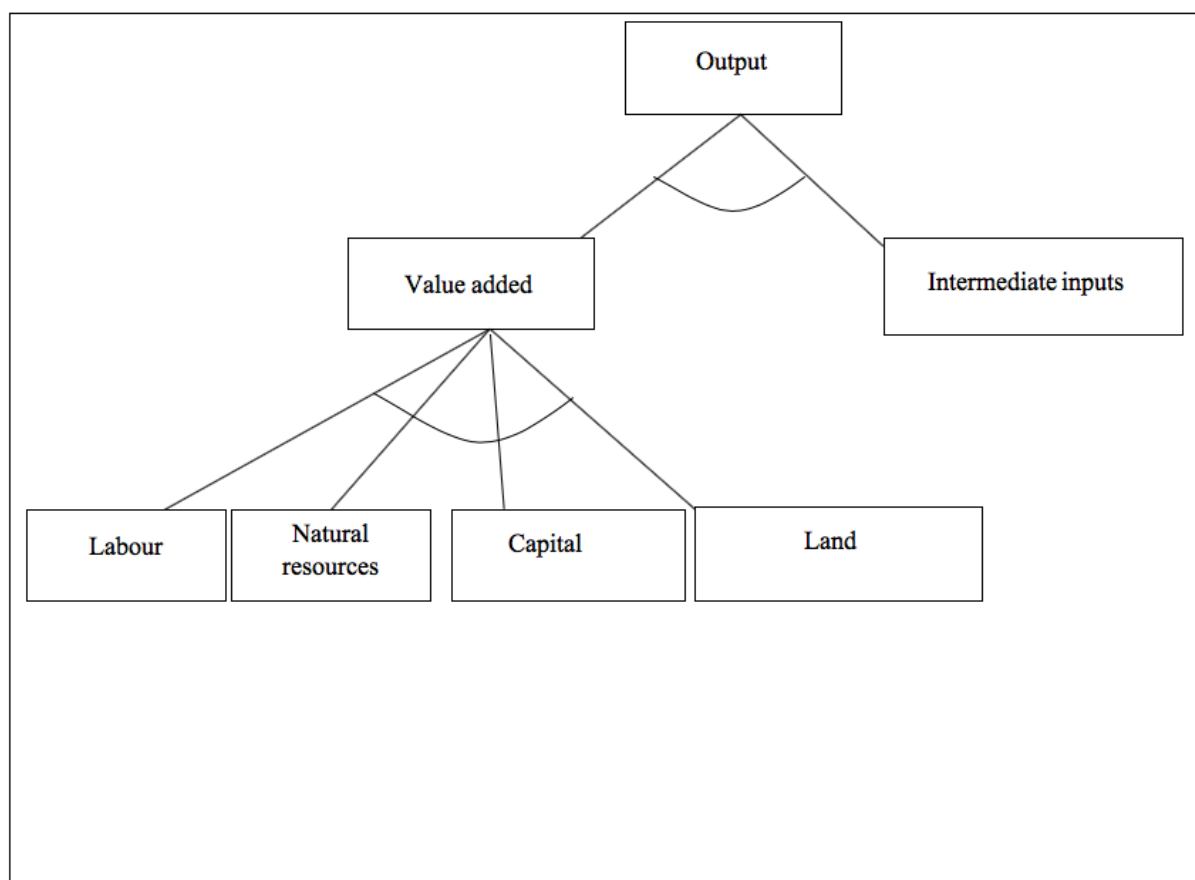 Output
Value added
Intermediate inputs
Labour
Natural
resources
Capital
Land